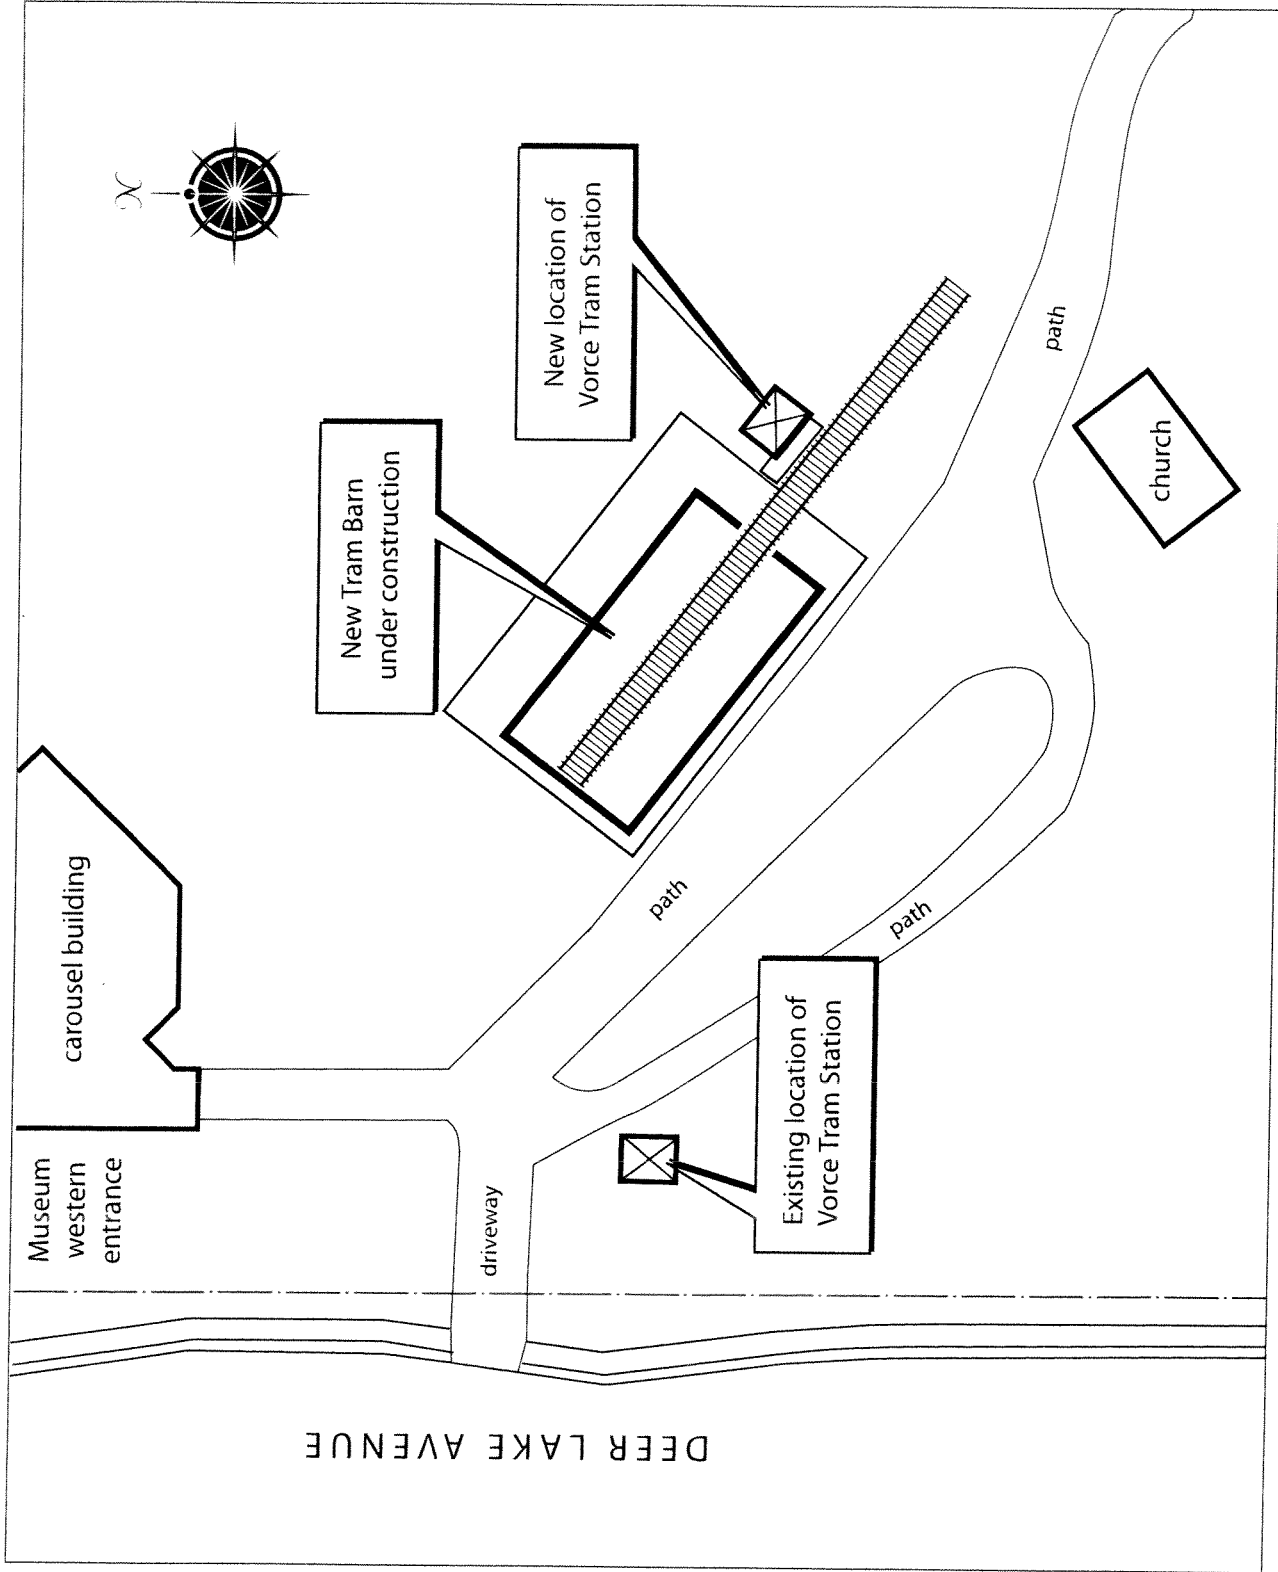 Museum
western
entrance
carousel building
N
New Tram Barn
under construction
New location of
Vorce Tram Station
driveway
path
path
path
church
Existing location of
Vorce Tram Station
DEER LAKE AVENUE